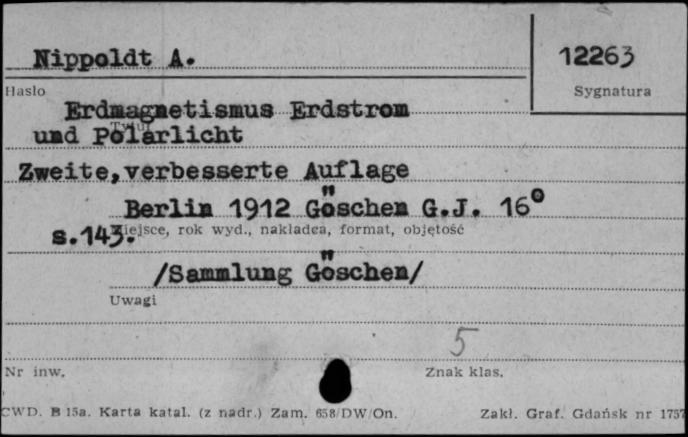 Nippoldt A.
12263
Hasło
Sygnatura
Erdmagnetismus Erdstrom
Tytuł
und Polarlicht
Zweite,verbesserte Auflage
Berlin 1912 Göschen G.J. 16°
Miejsce, rok wyd., nakładca, format, objętość
s.143.
/Sammlung Göschen/
Uwagi
5
Nr inw.
Znak klas.
CWD. B 15a. Karta katal. (z nadr.) Zam. 658/DW/On.
Zakł. Graf. Gdańsk nr 1757